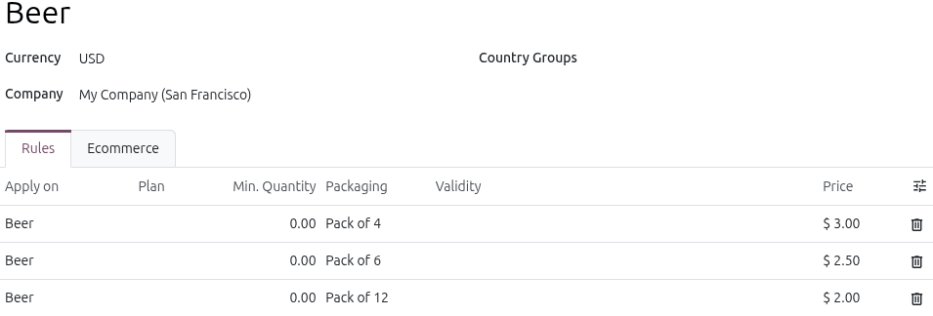 Beer
Currency USD Country Groups
Company My Company (San Francisco)
Rules Ecommerce
Apply on Plan Min. Quantity Packaging Validity Price
Beer 0.00 Pack of 4 $ 3.00
Beer 0.00 Pack of 6 $ 2.50
Beer 0.00 Pack of 12 $ 2.00